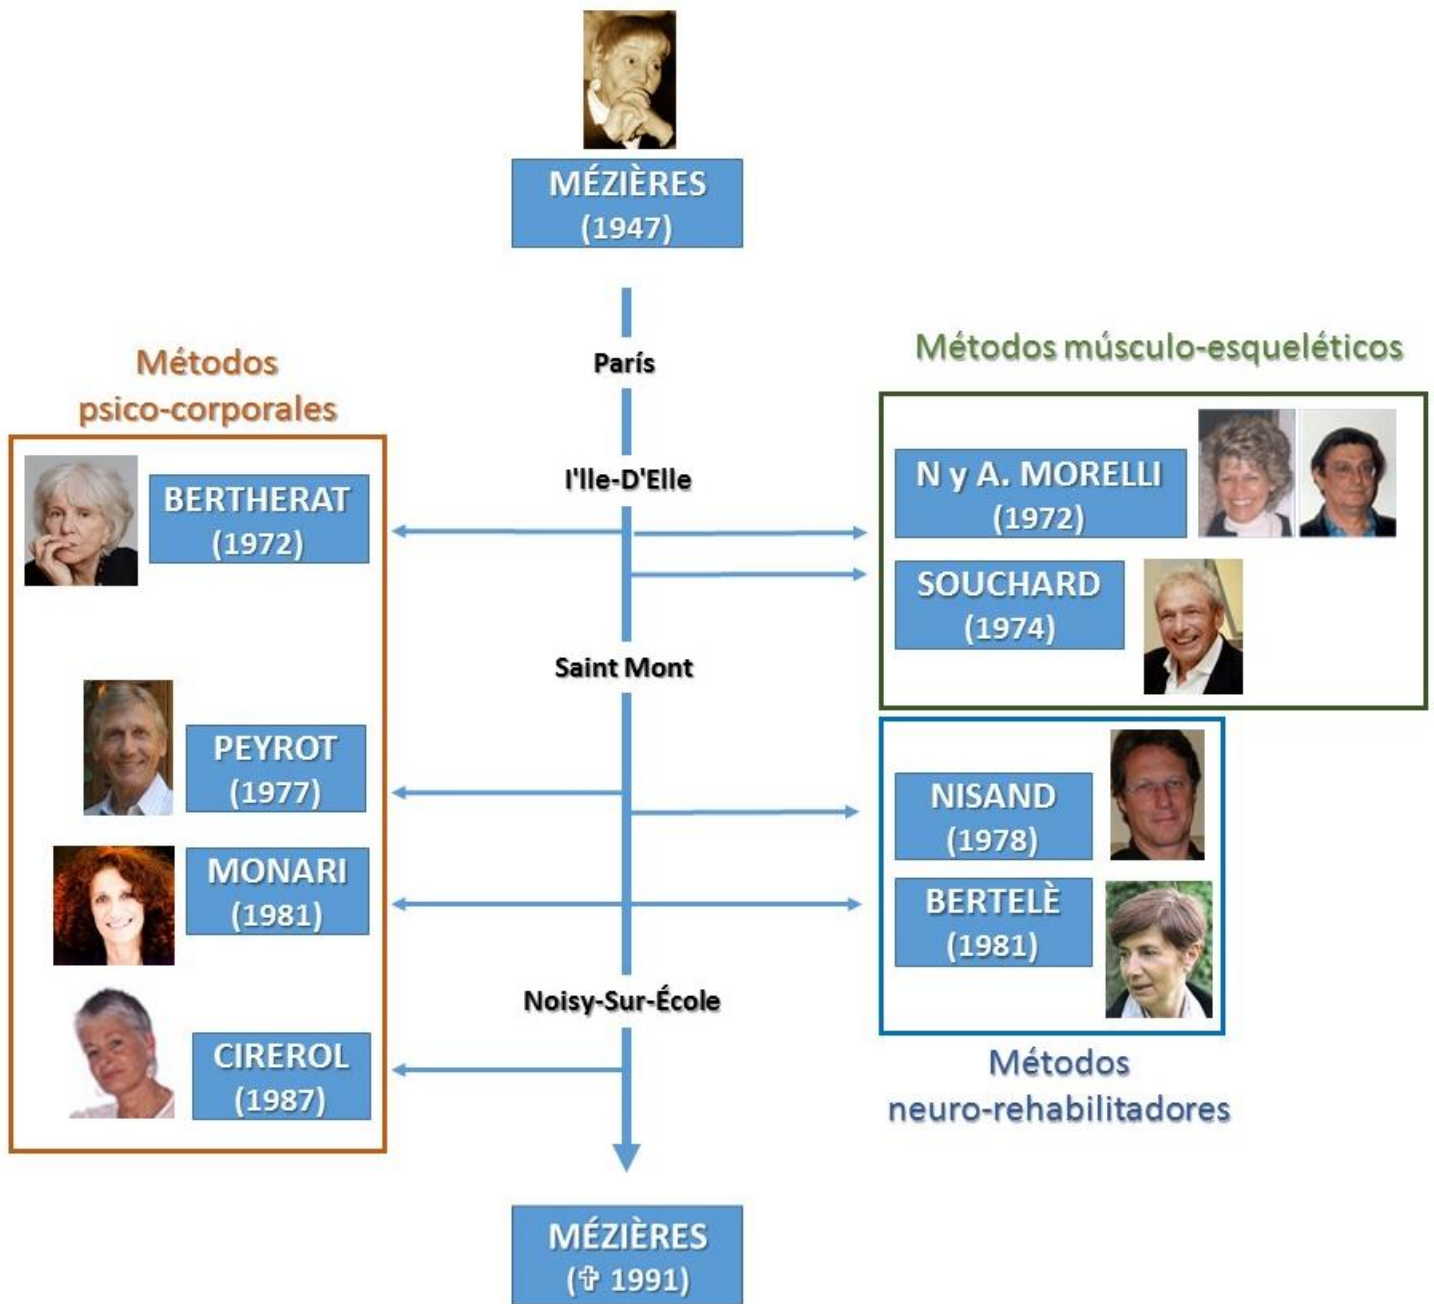 MÉZIÈRES
(1947)
París
I'lle-D'Elle
Saint Mont
Noisy-Sur-École
MÉZIÈRES
(✞ 1991)
Métodos
psico-corporales
BERTHERAT
(1972)
PEYROT
(1977)
MONARI
(1981)
CIREROL
(1987)
Métodos músculo-esqueléticos
N y A. MORELLI
(1972)
SOUCHARD
(1974)
NISAND
(1978)
BERTELÈ
(1981)
Métodos
neuro-rehabilitadores